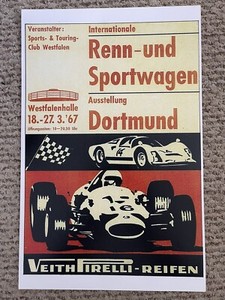 Veranstalter :
Sports- & Touring-
Club Westfalen
Internationale
Renn-und
Sportwagen
Ausstellung
Dortmund
Westfalenhalle
18.-27. 3.'67
VEITH PIRELLI-REIFEN